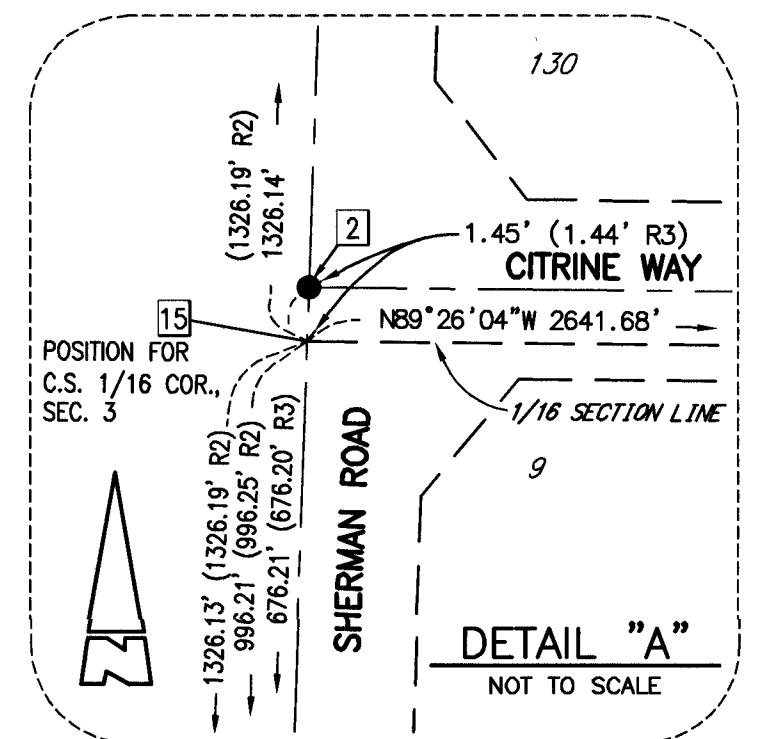 130
(1326.19' R2)
1326.14'
2
1.45' (1.44' R3)
CITRINE WAY
15
N89°26'04"W 2641.68'
POSITION FOR
C.S. 1/16 COR.,
SEC. 3
1/16 SECTION LINE
9
1326.13' (1326.19' R2)
996.21' (996.25' R2)
676.21' (676.20' R3)
SHERMAN ROAD
N
DETAIL "A"
NOT TO SCALE